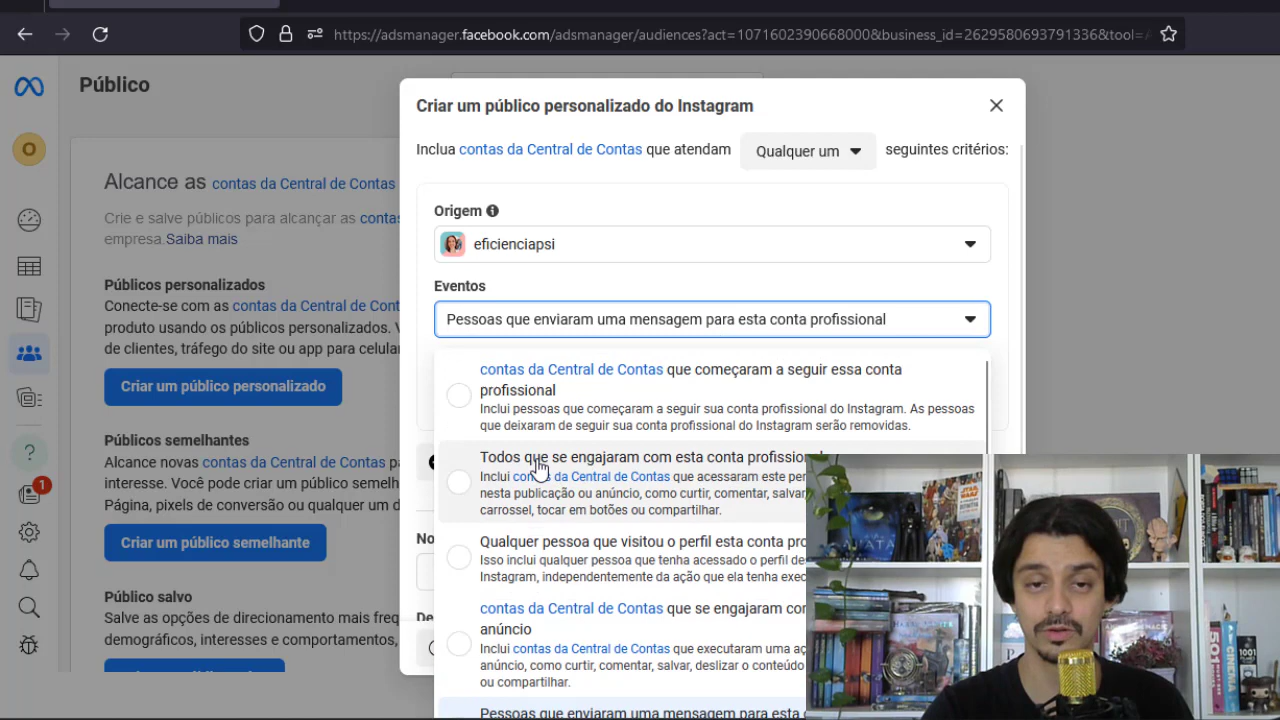 https://adsmanager.facebook.com/adsmanager/audiences?act=1071602390668000&business_id=2629580693791336&tool=
Público
Criar um público personalizado do Instagram
Inclua contas da Central de Contas que atendam Qualquer um seguintes critérios:
O
Alcance as contas da Central de Contas
Crie e salve públicos para alcançar as
empresa.Saiba mais
Origem
eficienciapsi
Públicos personalizados
Conecte-se com as contas da Central de
produto usando os públicos personalizados.
de clientes, tráfego do site ou app para
Criar um público personalizado
Eventos
Pessoas que enviaram uma mensagem para esta conta profissional
contas da Central de Contas que começaram a seguir essa conta
profissional
Inclui pessoas que começaram a seguir sua conta profissional do Instagram. As pessoas
que deixaram de seguir sua conta profissional do Instagram serão removidas.
Todos que se engajaram com esta conta
Inclui contas da Central de Contas que acessaram este
nesta publicação ou anúncio, como curtir, comentar, salvar
carrossel, tocar em botões ou compartilhar.
Qualquer pessoa que visitou o perfil esta conta
Isso inclui qualquer pessoa que tenha acessado o perfil de
Instagram, independentemente da ação que ela tenha
contas da Central de Contas que se engajaram
anúncio
Inclui contas da Central de Contas que executaram uma
anúncio, como curtir, comentar, salvar, deslizar o conteúdo
ou compartilhar.
Pessoas que enviaram uma mensagem para esta
Públicos semelhantes
Alcance novas contas da Central de Contas
interesse. Você pode criar um público
Página, pixels de conversão ou qualquer um
Criar um público semelhante
?
1
Público salvo
Salve as opções de direcionamento mais
demográficos, interesses e comportamentos,
No
De
AVATAR
STAR
WARS
501
CINEMA
1001